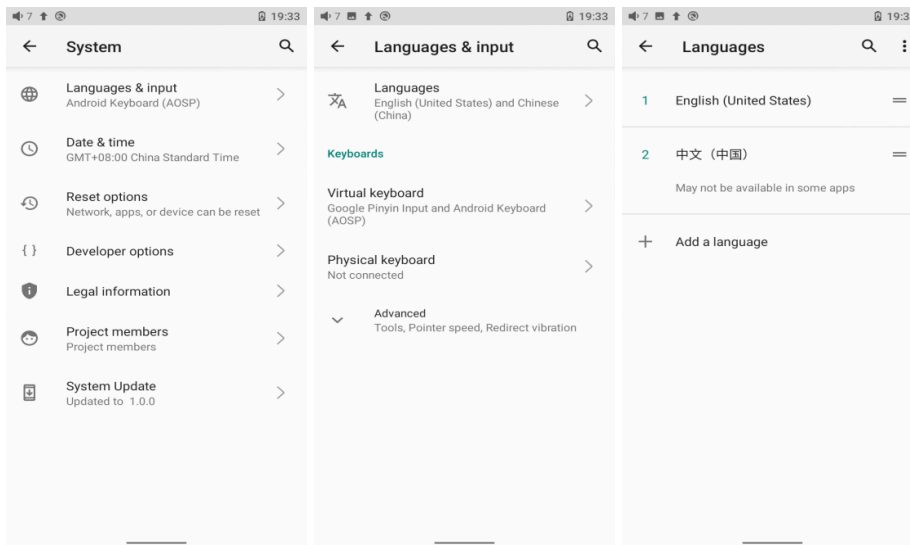 7
19:33
System
Languages & input
Android Keyboard (AOSP)
Date & time
GMT+08:00 China Standard Time
Reset options
Network, apps, or device can be reset
{ }
Developer options
Legal information
Project members
Project members
System Update
Updated to 1.0.0
7
19:33
Languages & input
Languages
English (United States) and Chinese
(China)
Keyboards
Virtual keyboard
Google Pinyin Input and Android Keyboard
(AOSP)
Physical keyboard
Not connected
Advanced
Tools, Pointer speed, Redirect vibration
7
19:3
Languages
1 English (United States)
2 中文（中国）
May not be available in some apps
Add a language